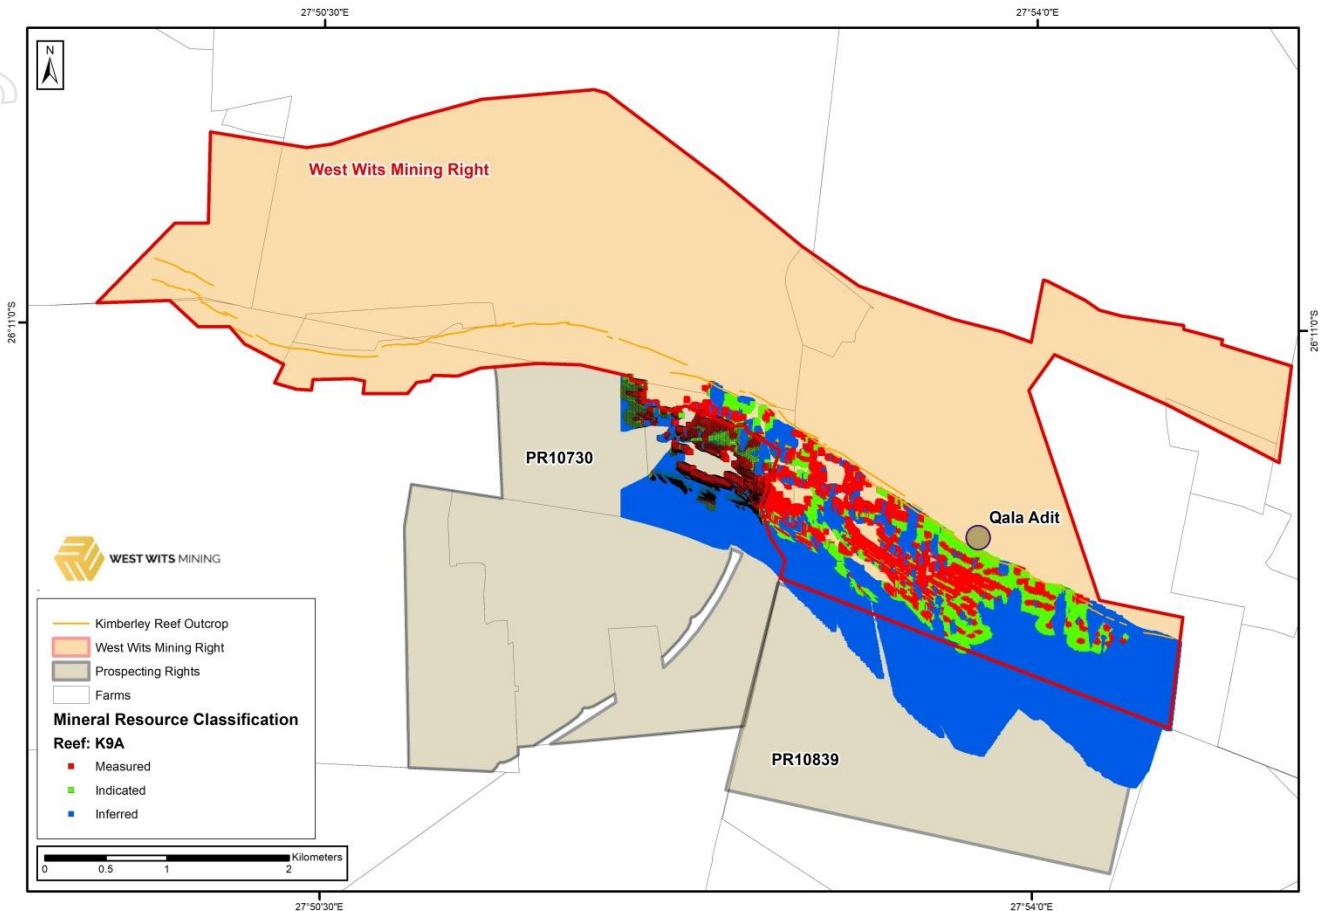 27°50'30"E
27°54'0"E
N
West Wits Mining Right
26°11'0"S
26°11'0"S
PR10730
Qala Adit
WEST WITS MINING
Kimberley Reef Outcrop
West Wits Mining Right
Prospecting Rights
Farms
Mineral Resource Classification
Reef: K9A
Measured
Indicated
Inferred
PR10839
Kilometers
0 0.5 1 2
27°50'30"E
27°54'0"E